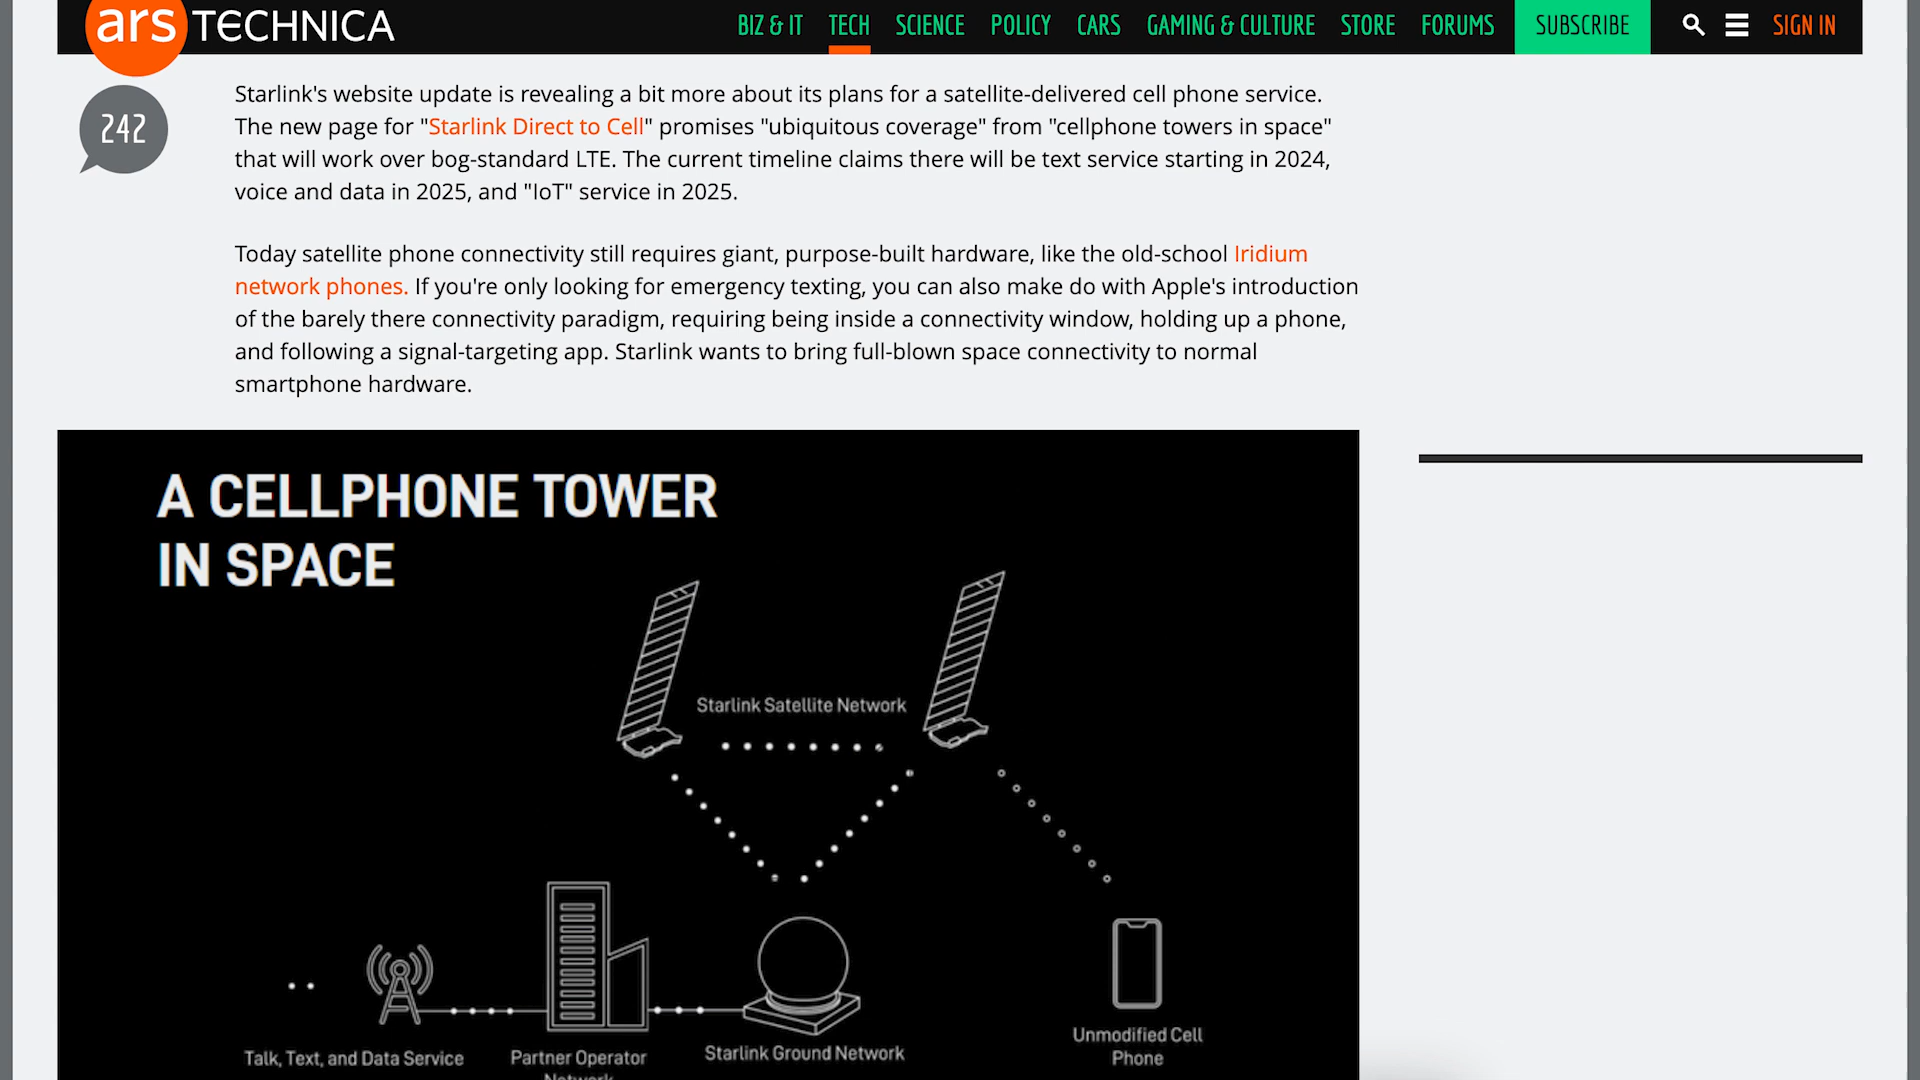 ars TECHNICA
BIZ & IT TECH SCIENCE POLICY CARS GAMING & CULTURE STORE FORUMS SUBSCRIBE SIGN IN
242
Starlink's website update is revealing a bit more about its plans for a satellite-delivered cell phone service.
The new page for "Starlink Direct to Cell" promises "ubiquitous coverage" from "cellphone towers in space"
that will work over bog-standard LTE. The current timeline claims there will be text service starting in 2024,
voice and data in 2025, and "IoT" service in 2025.
Today satellite phone connectivity still requires giant, purpose-built hardware, like the old-school Iridium
network phones. If you're only looking for emergency texting, you can also make do with Apple's introduction
of the barely there connectivity paradigm, requiring being inside a connectivity window, holding up a phone,
and following a signal-targeting app. Starlink wants to bring full-blown space connectivity to normal
smartphone hardware.
A CELLPHONE TOWER
IN SPACE
Starlink Satellite Network
Talk, Text, and Data Service
Partner Operator
Network
Starlink Ground Network
Unmodified Cell
Phone